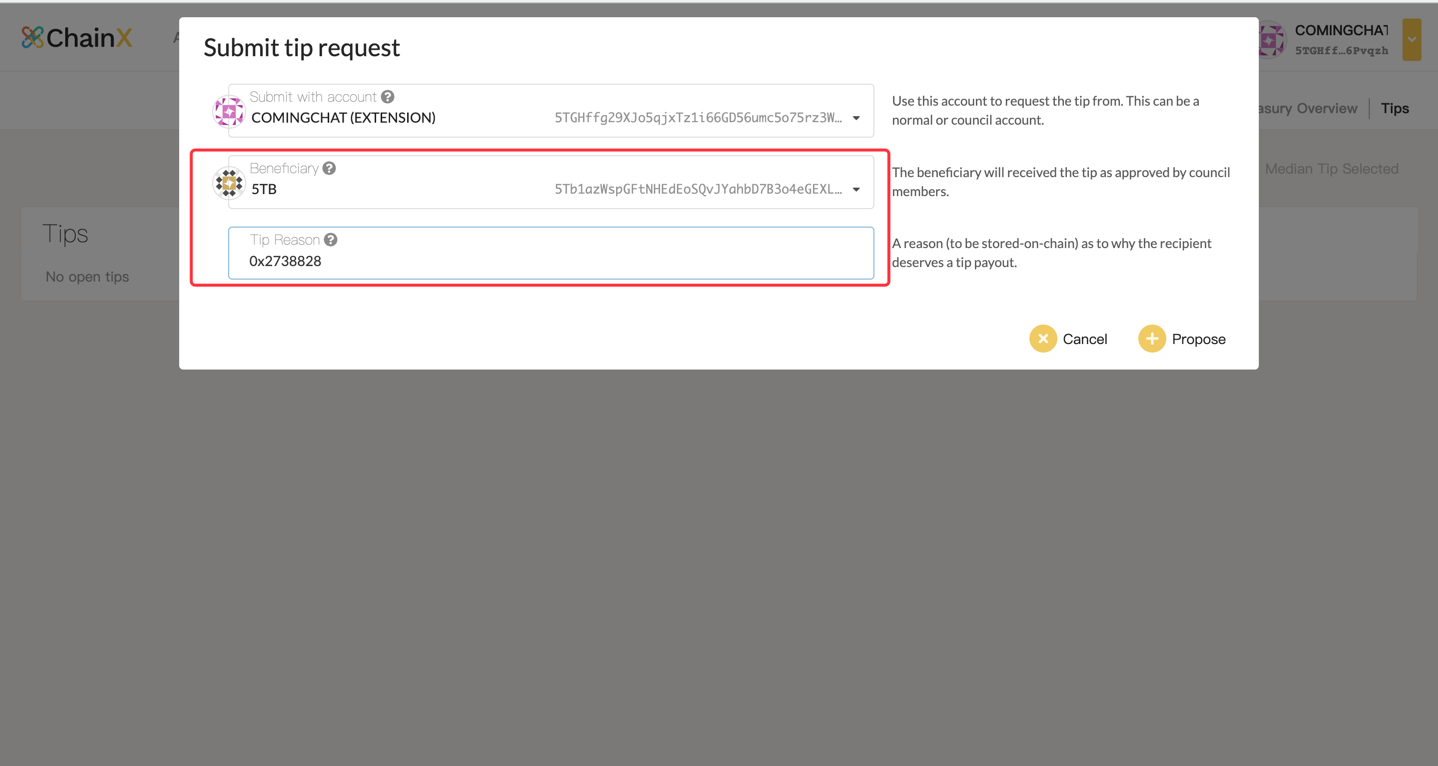 ChainX
A
COMINGCHAT
5TGHff…6Pvqzh
asury Overview
Tips
Median Tip Selected
Tips
No open tips
Submit tip request
Submit with account
COMINGCHAT (EXTENSION)
5TGHffg29XJo5qjxTz1i66GD56umc5o75rz3W…
Use this account to request the tip from. This can be a
normal or council account.
Beneficiary
5TB
5Tb1azWspGFtNHEdEoSQvJYahbD7B3o4eGEXL…
The beneficiary will received the tip as approved by council
members.
Tip Reason
0x2738828
A reason (to be stored-on-chain) as to why the recipient
deserves a tip payout.
Cancel
Propose